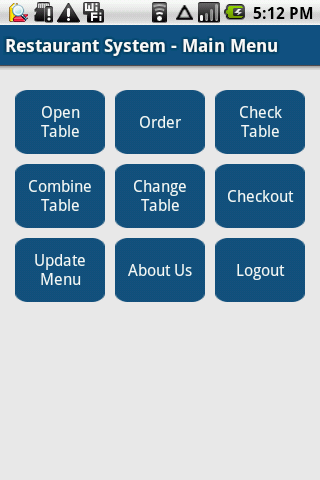 5:12 PM
Restaurant System - Main Menu
Open
Table
Order
Check
Table
Combine
Table
Change
Table
Checkout
Update
Menu
About Us
Logout